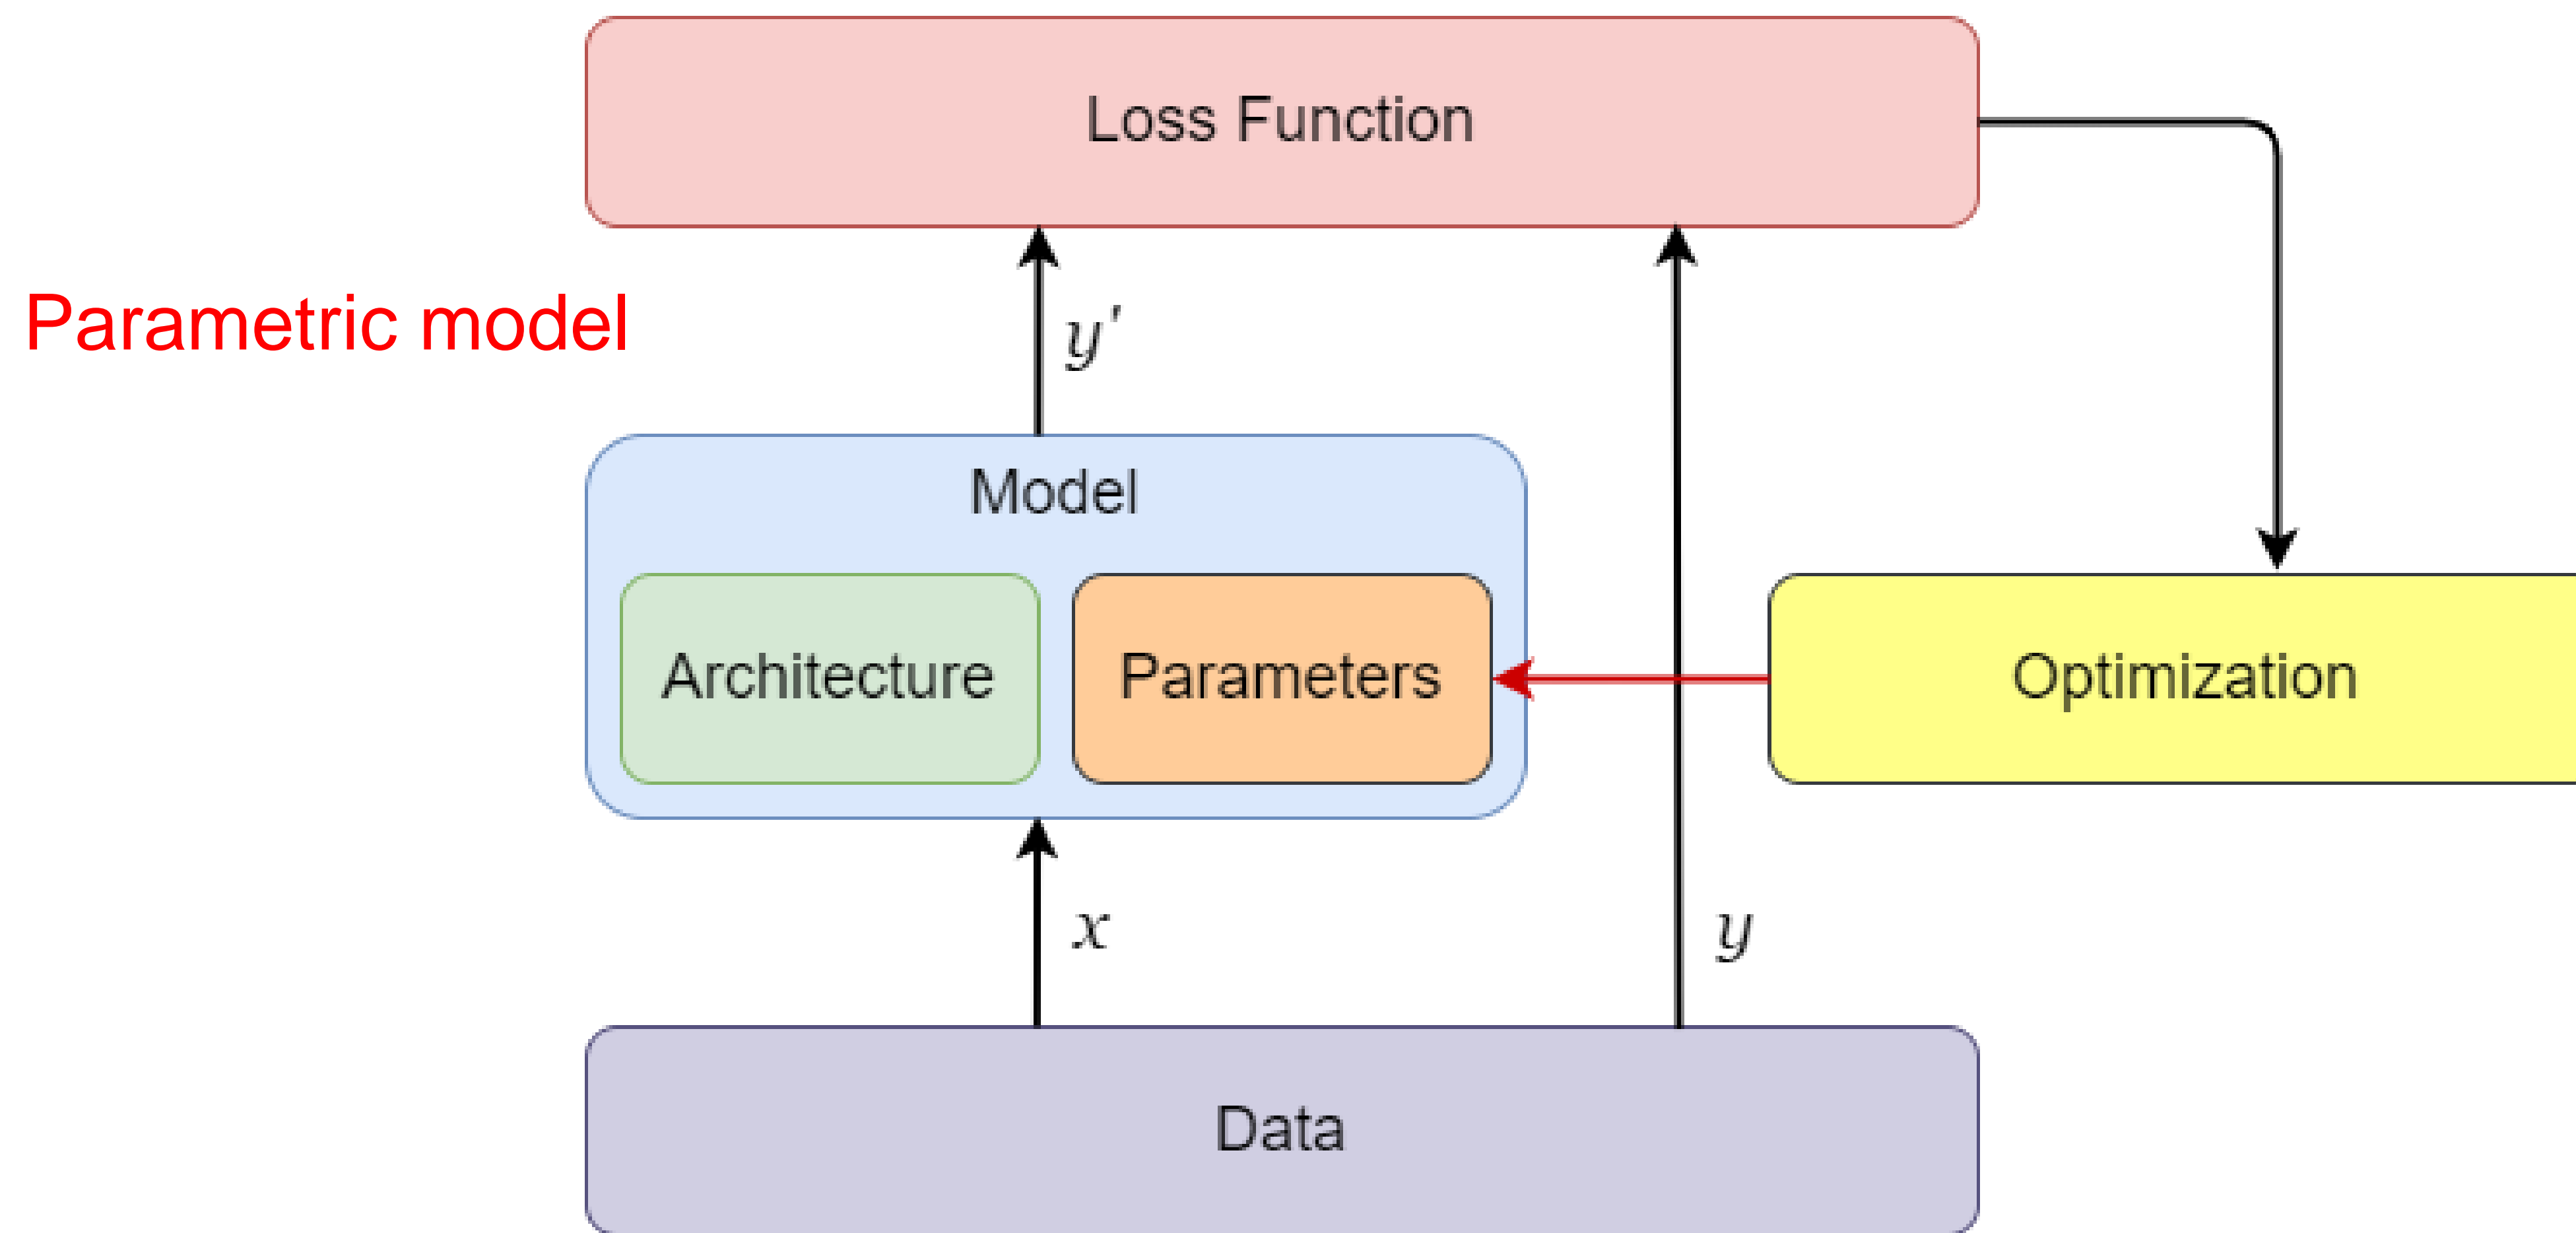 Loss Function
Parametric model
y'
Model
Architecture
Parameters
Optimization
x
y
Data